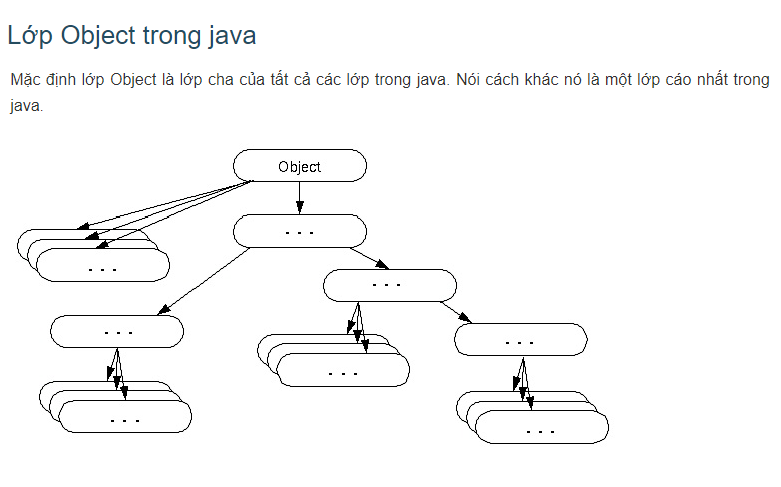 Lớp Object trong java
Mặc định lớp Object là lớp cha của tất cả các lớp trong java. Nói cách khác nó là một lớp cáo nhất trong
java.
Object
. . .
. . .
. . .
. . .
. . .
. . .
. . .
. . .